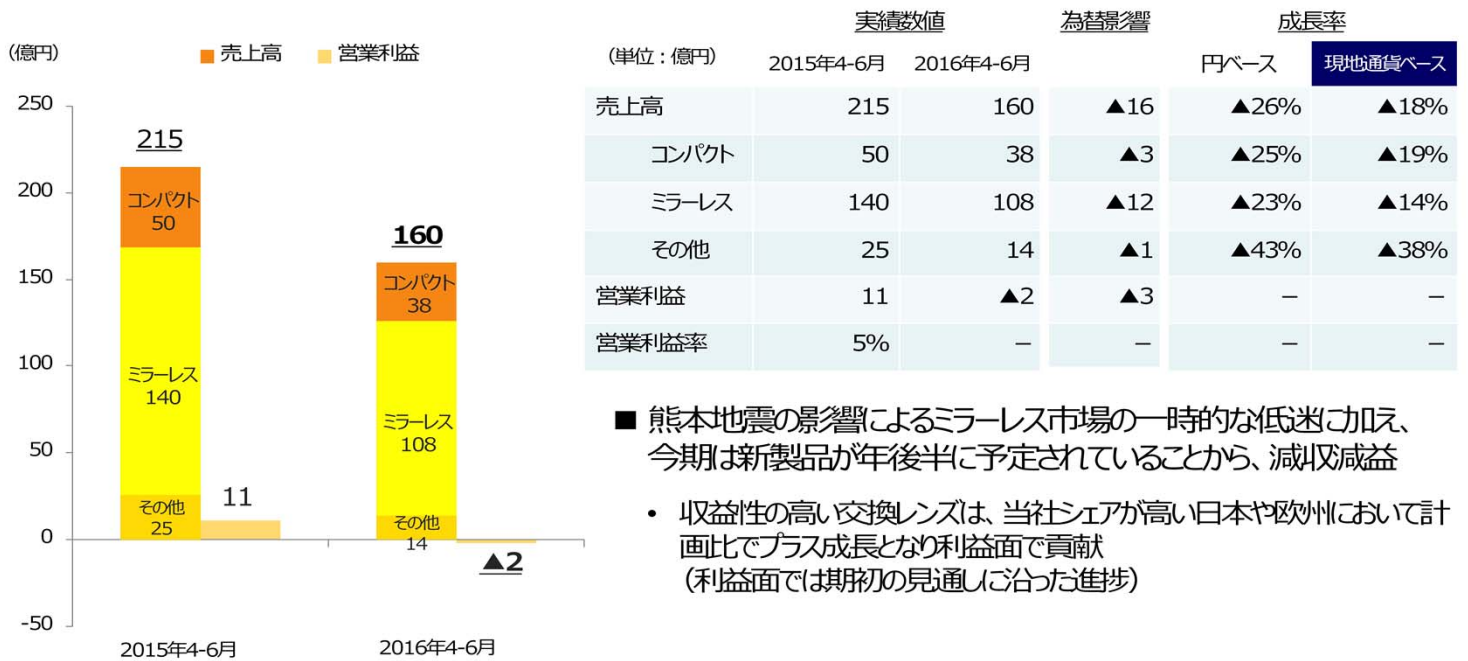 （億円）
売上高 営業利益
250
200
150
100
50
0
-50
215
コンパクト
50
ミラーレス
140
その他
25
11
160
コンパクト
38
ミラーレス
108
その他
14
▲2
2015年4-6月 2016年4-6月
実績数値 為替影響 成長率
（単位：億円） 2015年4-6月 2016年4-6月 円ベース 現地通貨ベース
売上高 215 160 ▲16 ▲26% ▲18%
コンパクト 50 38 ▲3 ▲25% ▲19%
ミラーレス 140 108 ▲12 ▲23% ▲14%
その他 25 14 ▲1 ▲43% ▲38%
営業利益 11 ▲2 ▲3 － －
営業利益率 5% － － － －
■ 熊本地震の影響によるミラーレス市場の一時的な低迷に加え、
今期は新製品が年後半に予定されていることから、減収減益
• 収益性の高い交換レンズは、当社シェアが高い日本や欧州において計
画比でプラス成長となり利益面で貢献
（利益面では期初の見通しに沿った進捗）